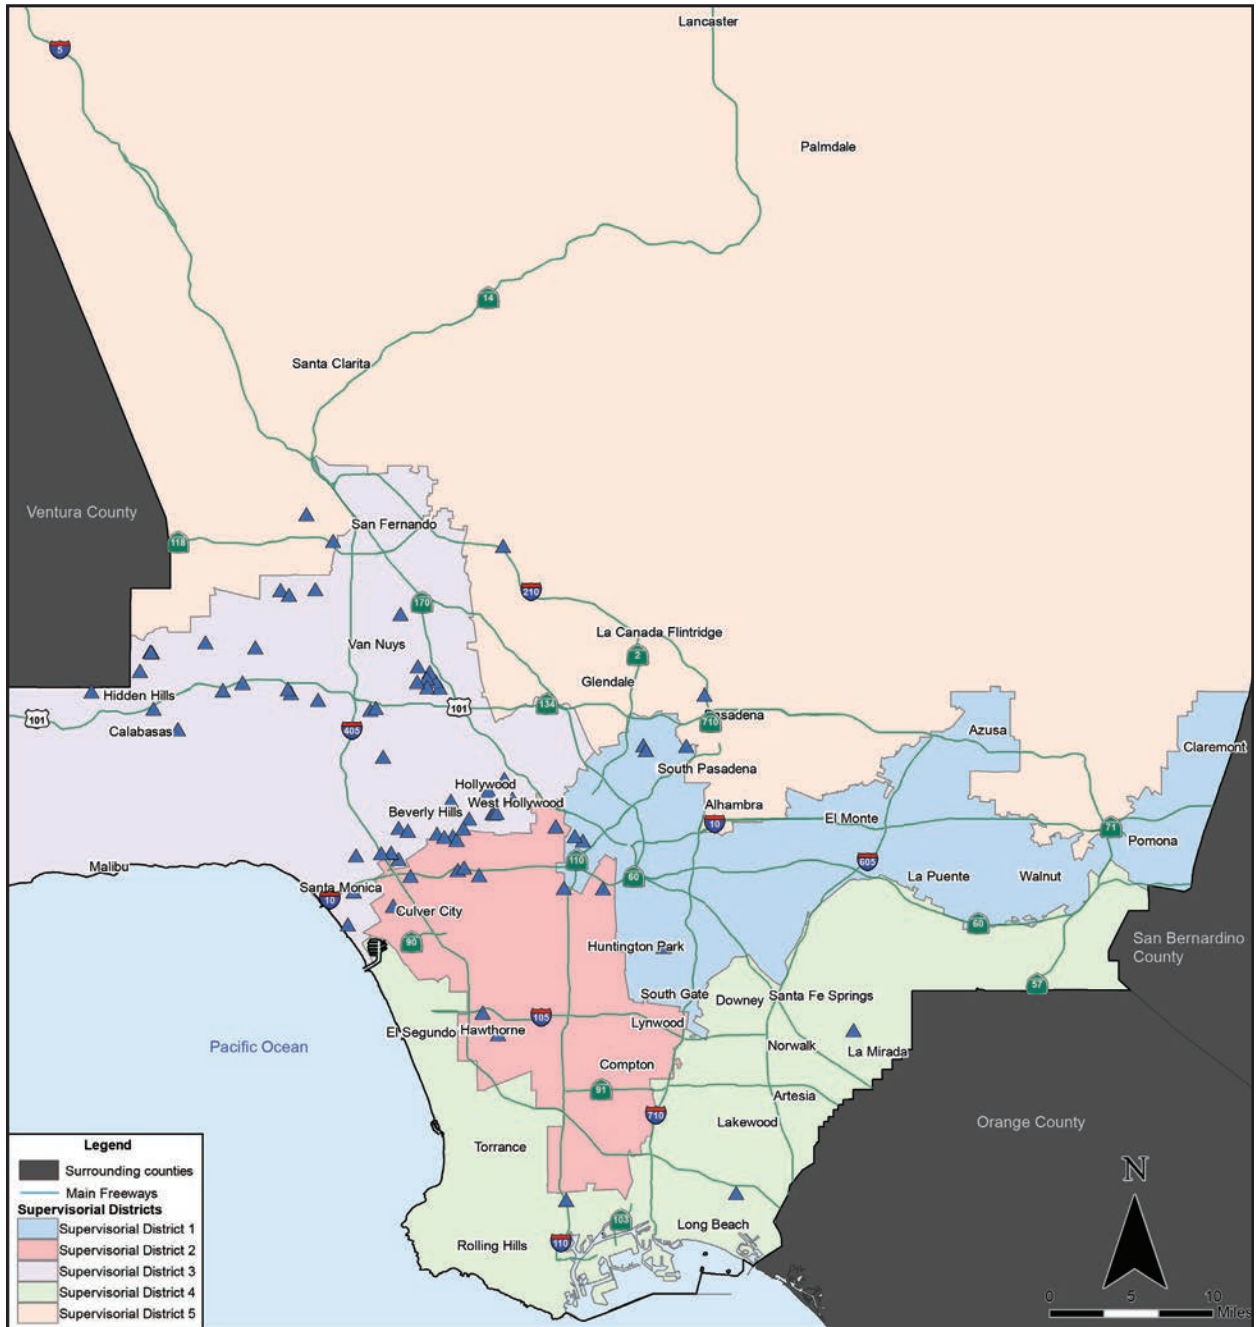 Lancaster
5
Palmdale
14
Santa Clarita
Ventura County
San Fernando
118
210
170
La Canada Flintridge
Van Nuys
2
Glendale
Hidden Hills
134
101
Pasadena
101
710
Calabasas
405
Azusa
Claremont
South Pasadena
Hollywood
West Hollywood
Beverly Hills
Alhambra
El Monte
10
71
Pomona
Malibu
110
605
60
La Puente
Walnut
Santa Monica
10
Culver City
60
90
Huntington Park
San Bernardino
County
57
South Gate
Downey
Santa Fe Springs
105
Lynwood
El Segundo
Hawthorne
Pacific Ocean
Norwalk
La Mirada
Compton
91
Artesia
710
Lakewood
Orange County
Torrance
Legend
Surrounding counties
Main Freeways
Supervisorial Districts
Supervisorial District 1
Supervisorial District 2
Supervisorial District 3
Supervisorial District 4
Supervisorial District 5
N
103
Long Beach
Rolling Hills
110
0 5 10
Miles